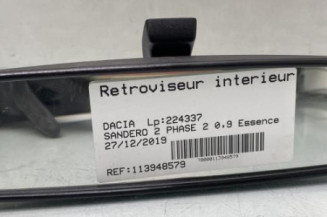 Retroviseur interieur
DACIA Lp:224337
SANDERO 2 PHASE 2 0.9 Essence
27/12/2019
REF:113948579